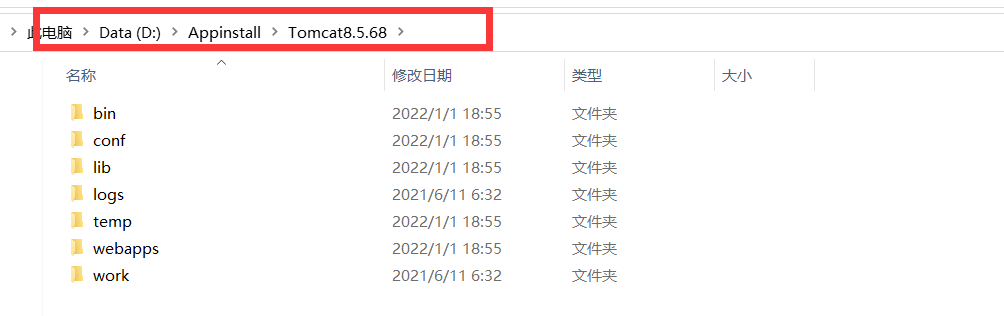 此电脑 > Data (D:) > Appinstall > Tomcat8.5.68 >
名称 修改日期 类型 大小
bin 2022/1/1 18:55 文件夹
conf 2022/1/1 18:55 文件夹
lib 2022/1/1 18:55 文件夹
logs 2021/6/11 6:32 文件夹
temp 2022/1/1 18:55 文件夹
webapps 2022/1/1 18:55 文件夹
work 2021/6/11 6:32 文件夹